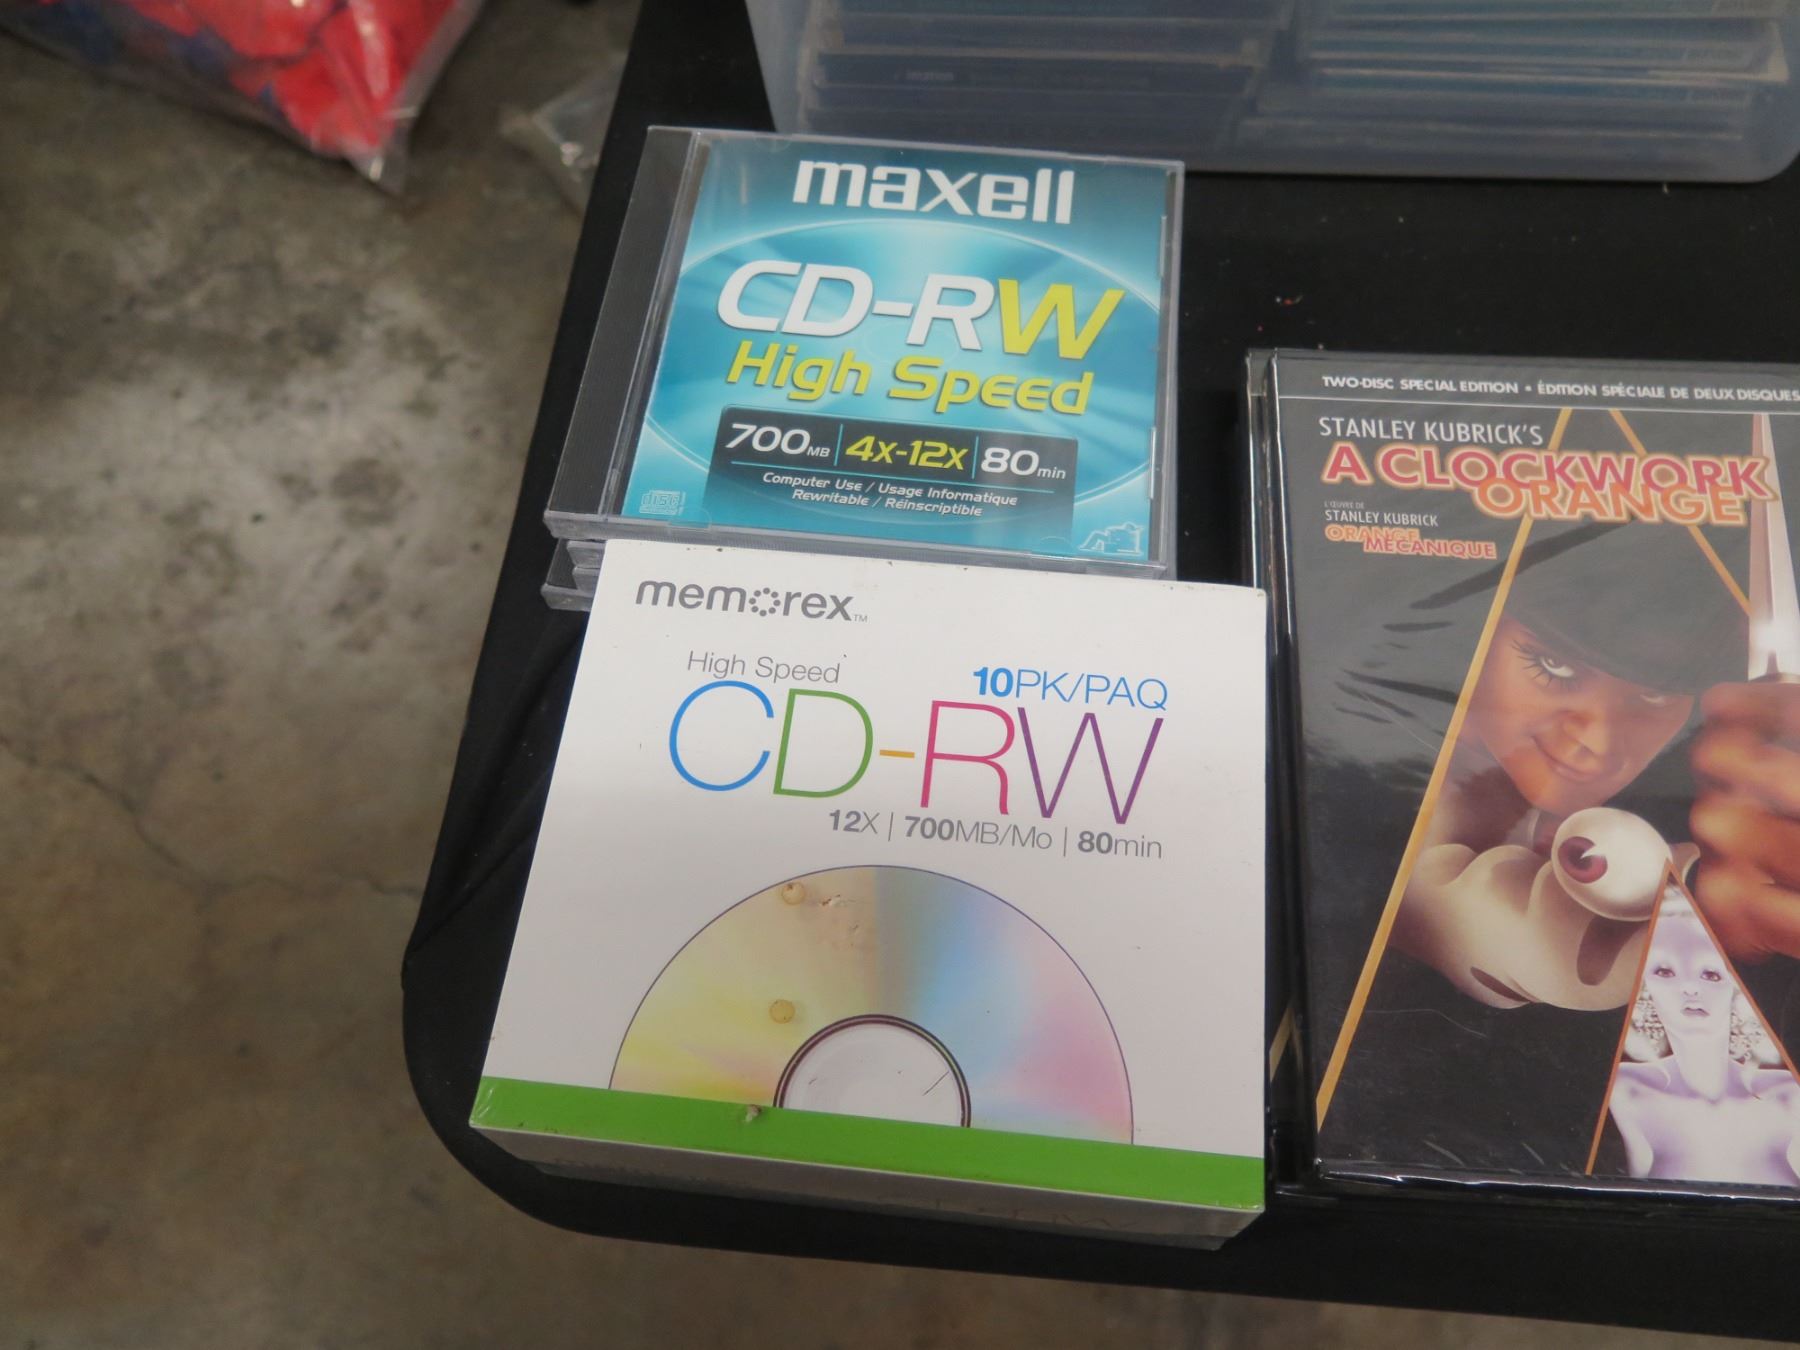 maxell
CD-RW
High Speed
700MB | 4x-12x | 80min
Computer Use / Usage Informatique
Rewritable / Réinscriptible
memorex™
High Speed
10PK/PAQ
CD-RW
12X | 700MB/Mo | 80min
TWO-DISC SPECIAL EDITION • ÉDITION SPÉCIALE DE DEUX DISQUES
STANLEY KUBRICK'S
A CLOCKWORK
ORANGE
L'ŒUVRE DE
STANLEY KUBRICK
ORANGE
MÉCANIQUE